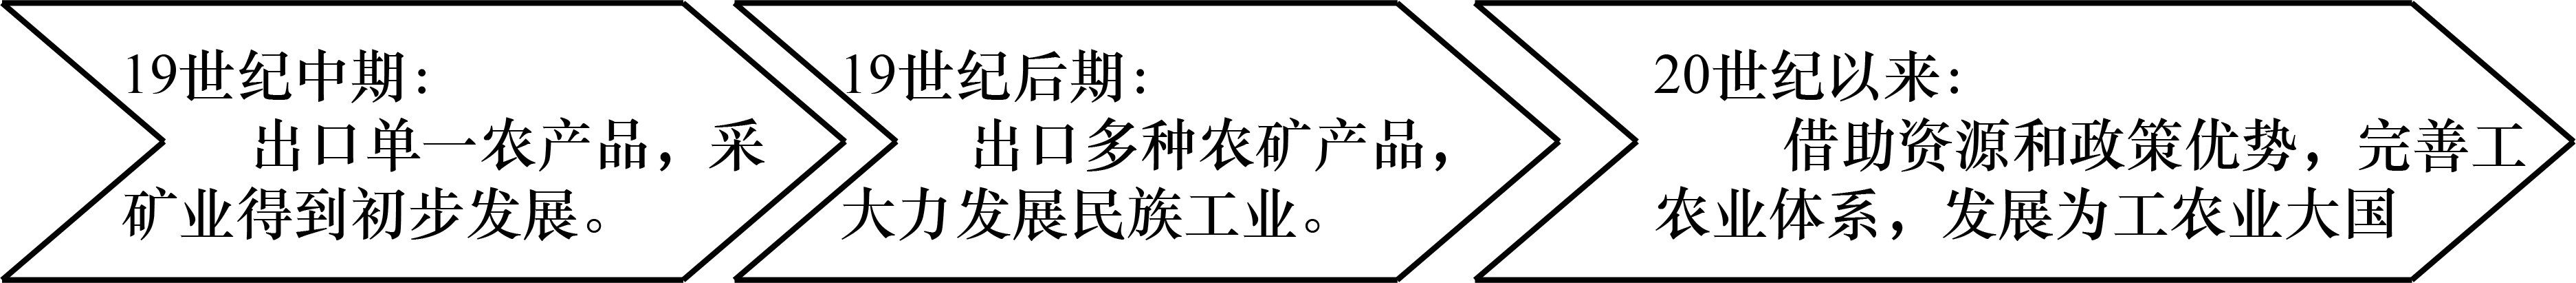 19世纪中期:
出口单一农产品，采
矿业得到初步发展。
19世纪后期:
出口多种农矿产品，
大力发展民族工业。
20世纪以来:
借助资源和政策优势，完善工
农业体系，发展为工农业大国